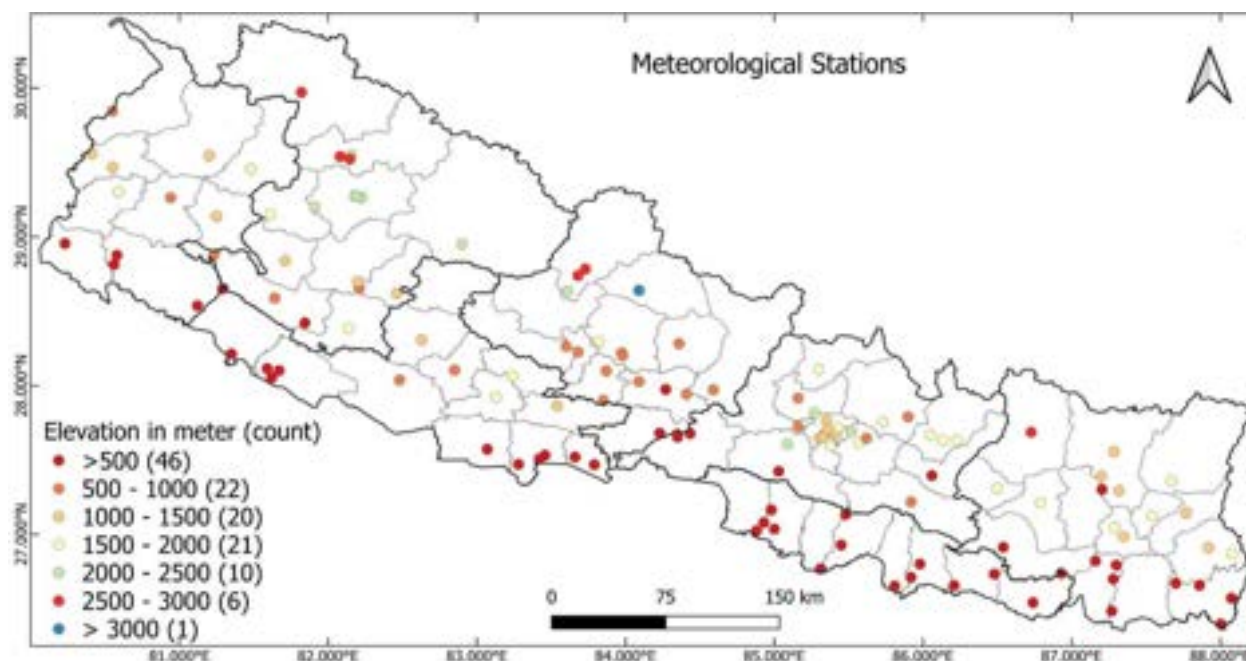 Meteorological Stations
30.000°N
29.000°N
28.000°N
27.000°N
Elevation in meter (count)
>500 (46)
500 - 1000 (22)
1000 - 1500 (20)
1500 - 2000 (21)
2000 - 2500 (10)
2500 - 3000 (6)
> 3000 (1)
0 75 150 km
81.000°E 82.000°E 83.000°E 84.000°E 85.000°E 86.000°E 87.000°E 88.000°E